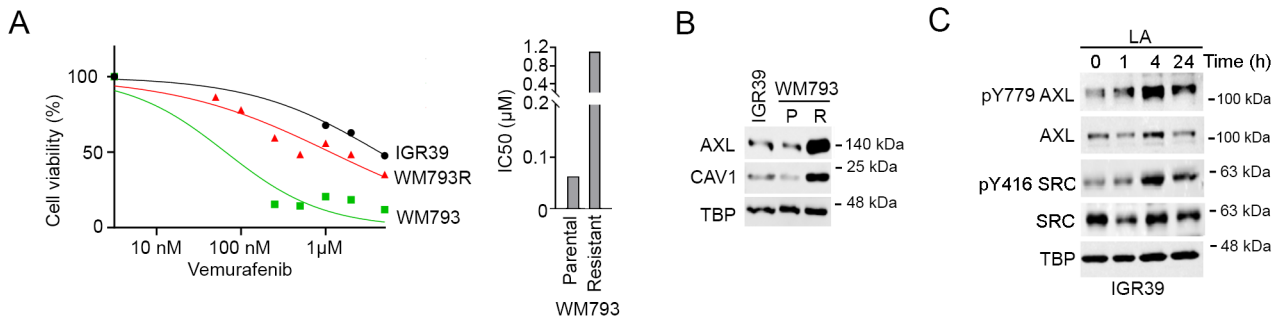 A
Cell viability (%)
100
50
0
10 nM 100 nM 1µM
Vemurafenib
IGR39
WM793R
WM793
IC50 (µM)
1.2
0.8
0.4
0.2
0.1
0
Parental
Resistant
WM793
B
IGR39
WM793
P R
AXL
CAV1
TBP
140 kDa
25 kDa
48 kDa
C
LA
0 1 4 24 Time (h)
pY779 AXL
100 kDa
AXL
100 kDa
pY416 SRC
63 kDa
SRC
63 kDa
48 kDa
TBP
IGR39